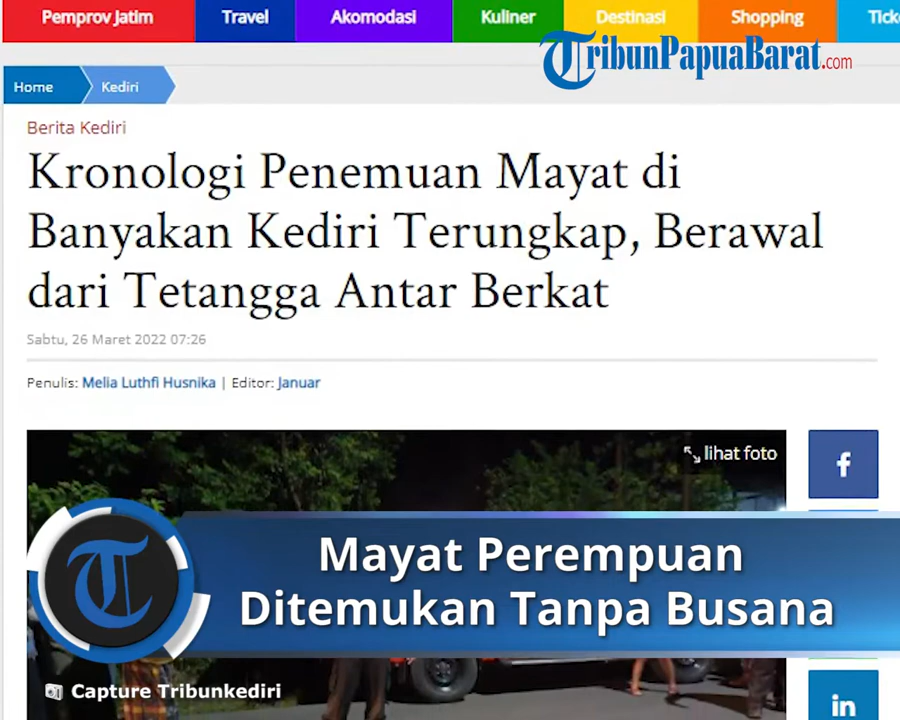 Pemprov Jatim Travel Akomodasi Kuliner Destinasi Shopping
TribunPapuaBarat.com
Home Kediri
Berita Kediri
Kronologi Penemuan Mayat di
Banyakan Kediri Terungkap, Berawal
dari Tetangga Antar Berkat
Sabtu, 26 Maret 2022 07:26
Penulis: Melia Luthfi Husnika | Editor: Januar
lihat foto
f
T
Mayat Perempuan
Ditemukan Tanpa Busana
Capture Tribunkediri
in